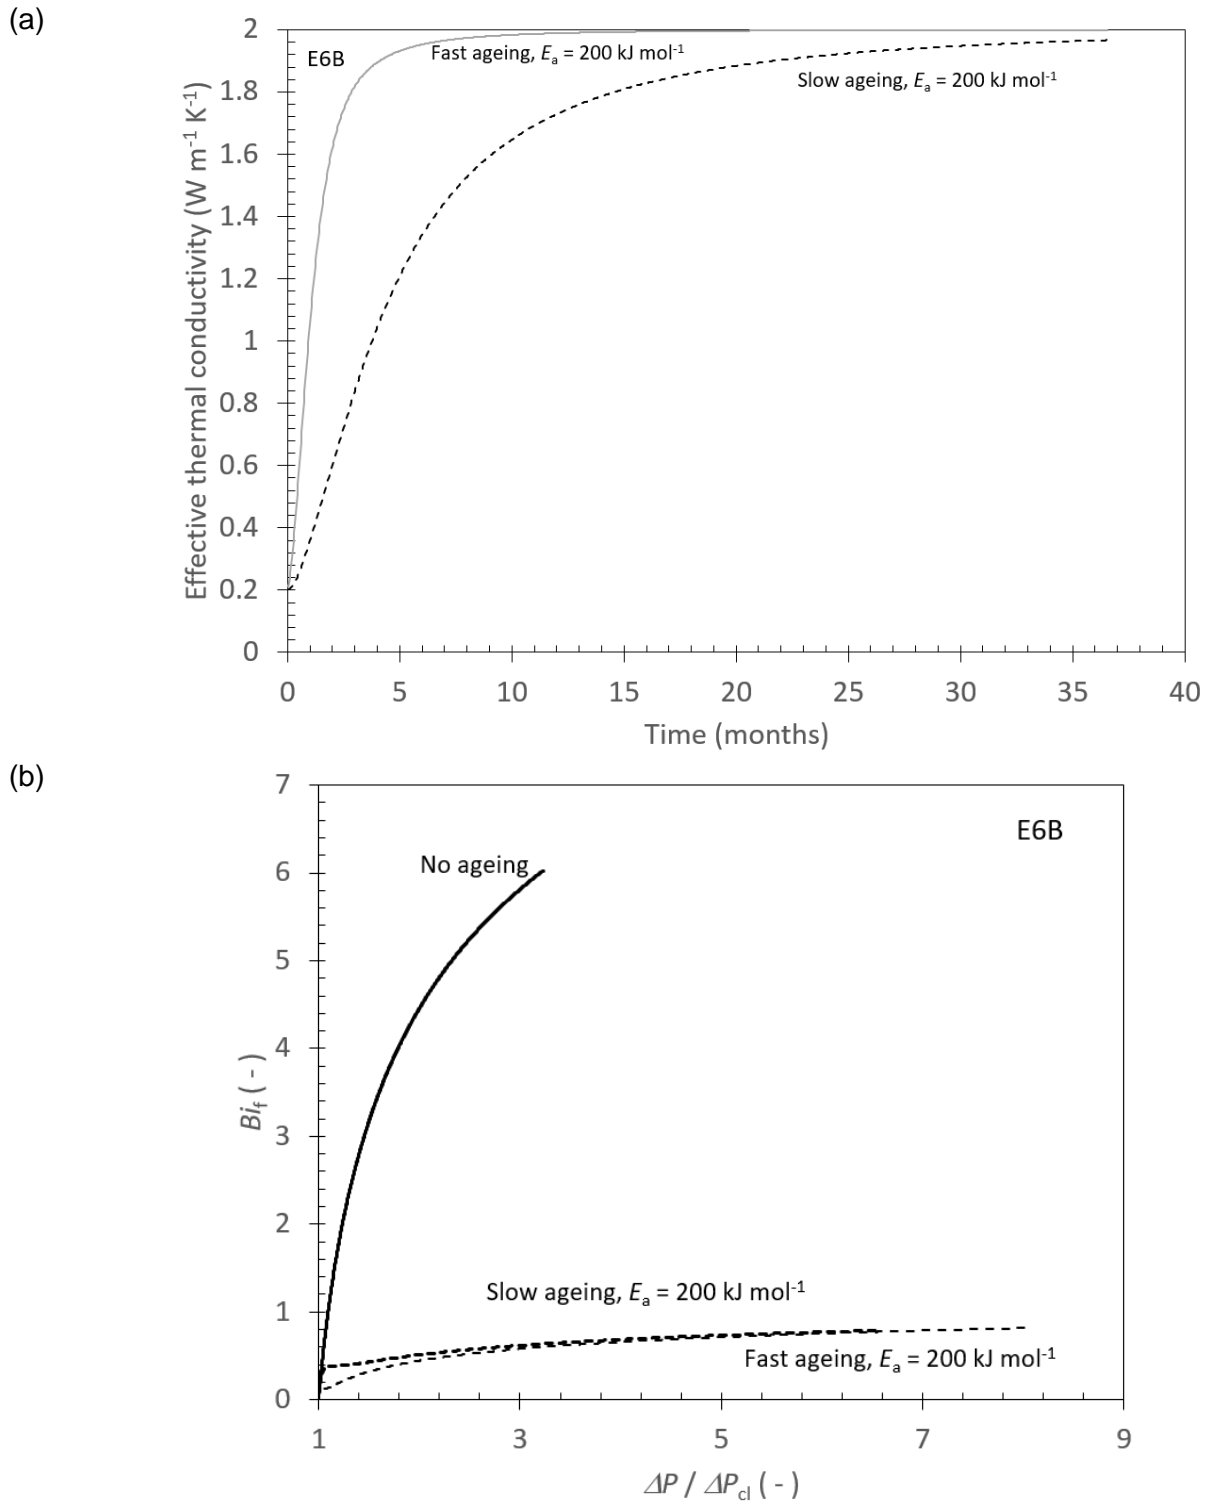 (a)
2
1.8
1.6
1.4
1.2
1
0.8
0.6
0.4
0.2
0
Effective thermal conductivity (W m⁻¹ K⁻¹)
E6B
Fast ageing, Eₐ = 200 kJ mol⁻¹
Slow ageing, Eₐ = 200 kJ mol⁻¹
0 5 10 15 20 25 30 35 40
Time (months)
(b)
7
6
5
4
3
2
1
0
Bi_f ( - )
E6B
No ageing
Slow ageing, Eₐ = 200 kJ mol⁻¹
Fast ageing, Eₐ = 200 kJ mol⁻¹
1 3 5 7 9
ΔP / ΔP_cl ( - )